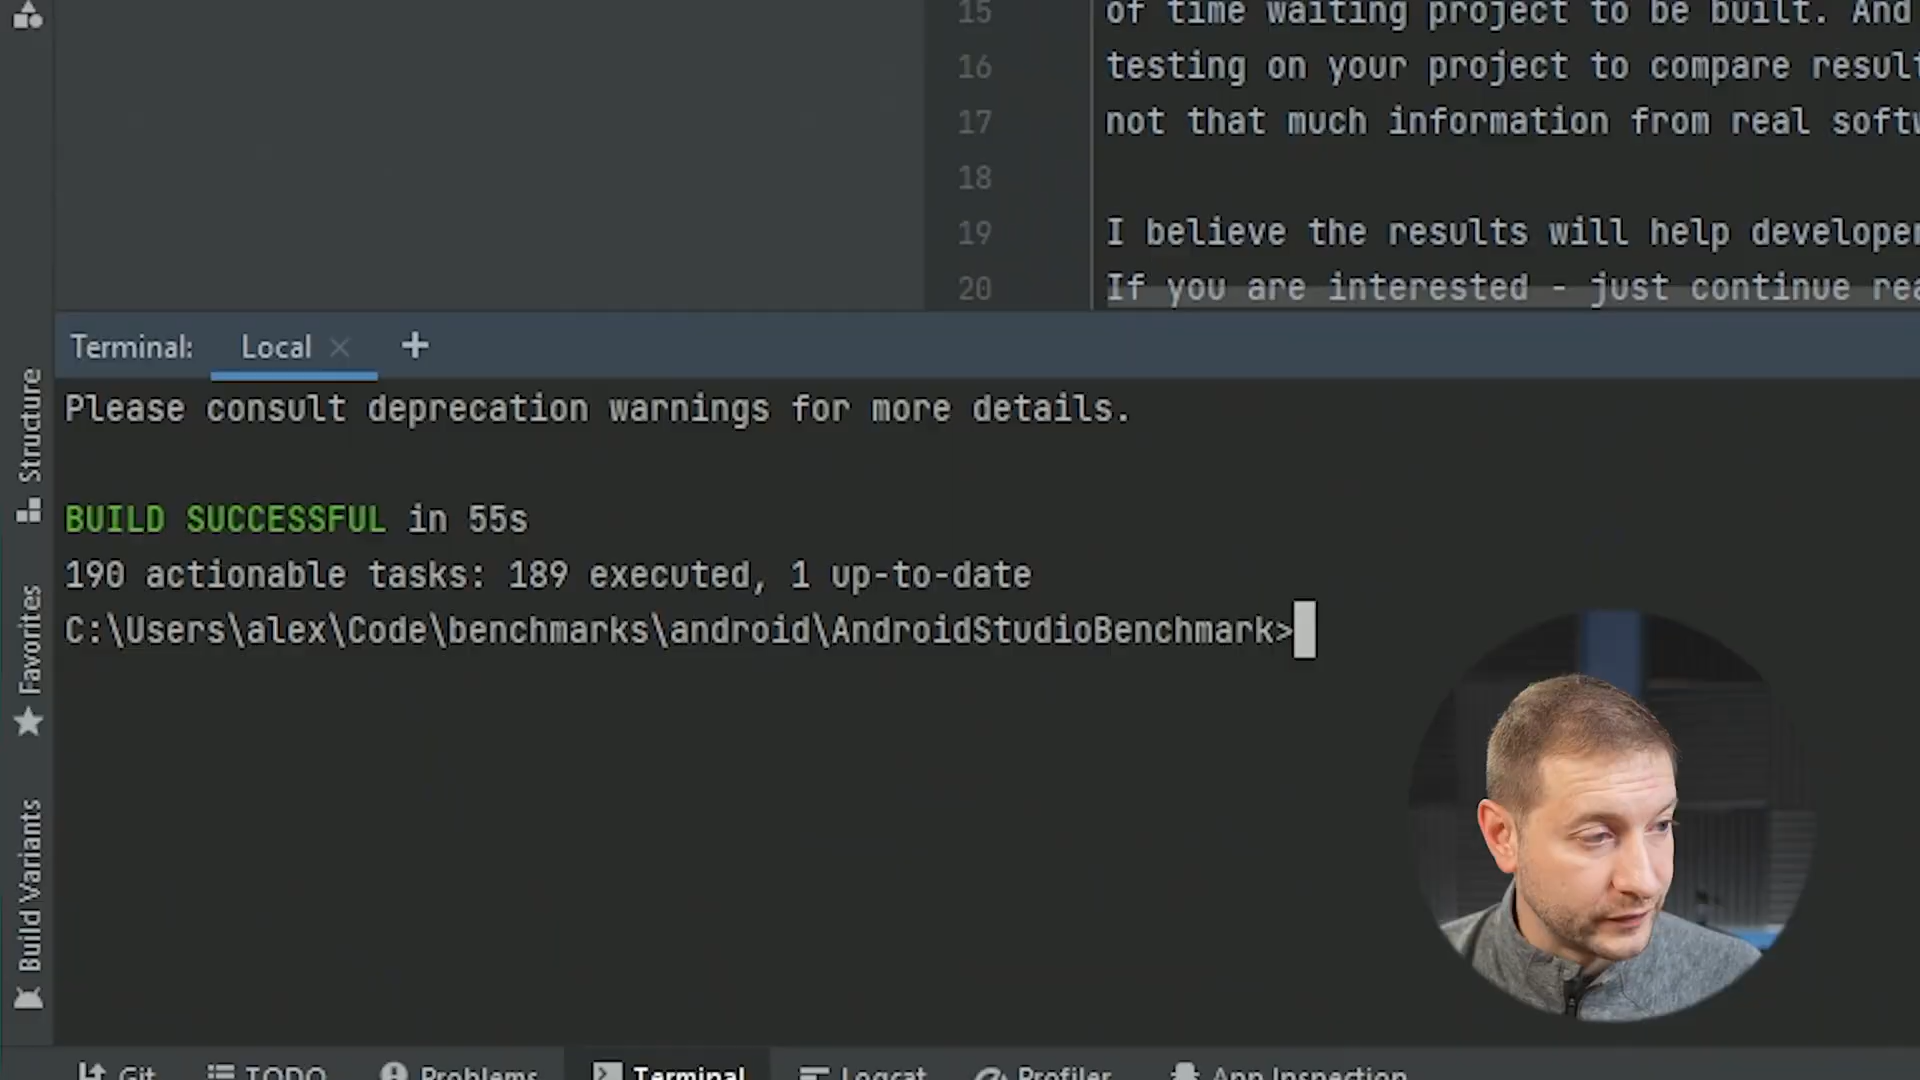 15 of time waiting project to be built. And
16 testing on your project to compare result
17 not that much information from real softw
18
19 I believe the results will help developer
20 If you are interested - just continue rea
Terminal: Local
Please consult deprecation warnings for more details.
BUILD SUCCESSFUL in 55s
190 actionable tasks: 189 executed, 1 up-to-date
C:\Users\alex\Code\benchmarks\android\AndroidStudioBenchmark>
Structure
Favorites
Build Variants
Git TODO Problems Terminal Logcat Profiler App Inspection